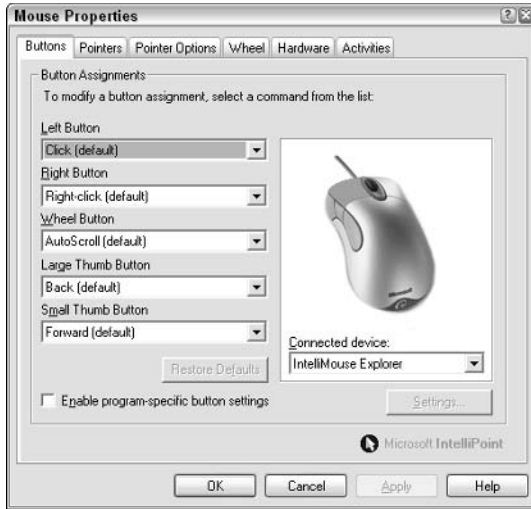 Mouse Properties
Buttons Pointers Pointer Options Wheel Hardware Activities
Button Assignments
To modify a button assignment, select a command from the list:
Left Button
Click (default)
Right Button
Right-click (default)
Wheel Button
AutoScroll (default)
Large Thumb Button
Back (default)
Small Thumb Button
Forward (default)
Restore Defaults
Microsoft
Connected device:
IntelliMouse Explorer
Enable program-specific button settings
Settings...
Microsoft IntelliPoint
OK Cancel Apply Help